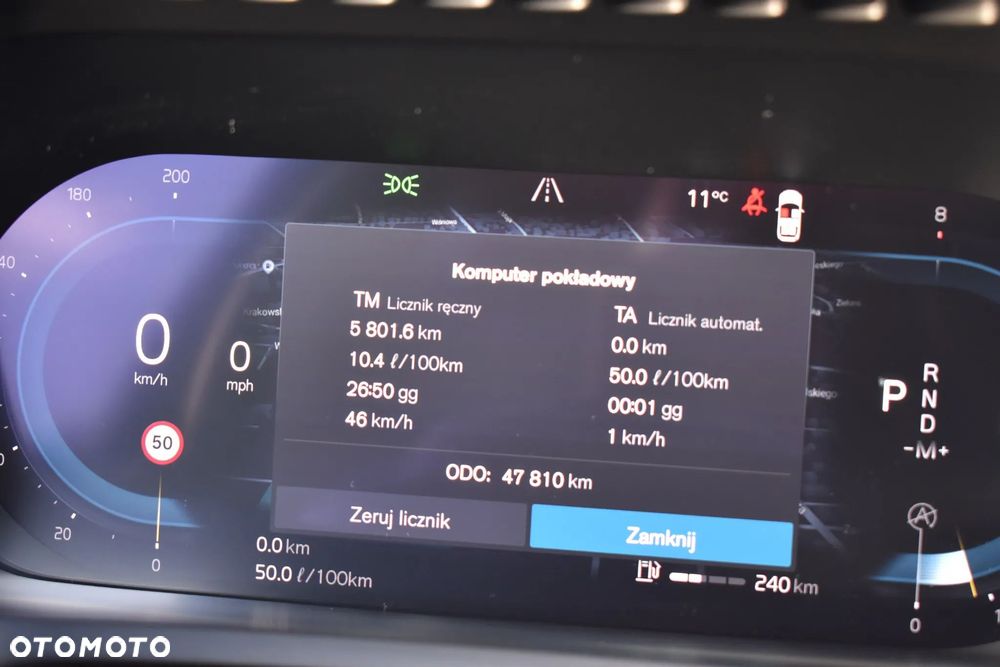 200
180
11°C
8
40
Wiśniowa
Komputer pokładowy
TM Licznik ręczny
TA Licznik automat.
5 801.6 km
0.0 km
10.4 ℓ/100km
50.0 ℓ/100km
26:50 gg
00:01 gg
46 km/h
1 km/h
ODO: 47 810 km
Zeruj licznik
Zamknij
0
km/h
0
mph
50
P
R
N
D
-M+
20
0
0.0 km
50.0 ℓ/100km
240 km
0
OTOMOTO